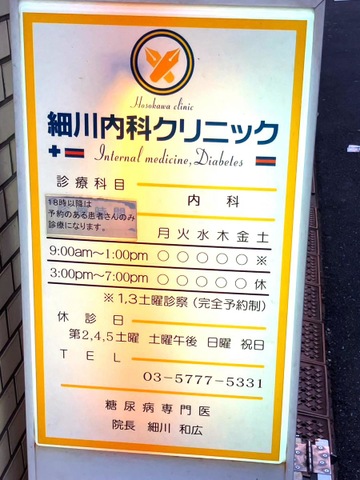 Hosokawa clinic
細川内科クリニック
Internal medicine, Diabetes
診療科目 内科
18時以降は
予約のある患者さんのみ
診療になります。
月火水木金土
9:00am〜1:00pm ○○○○○※
3:00pm〜7:00pm ○○○○○休
※1,3土曜診察（完全予約制）
休診日
第2,4,5土曜 土曜午後 日曜 祝日
TEL
03-5777-5331
糖尿病専門医
院長 細川 和広